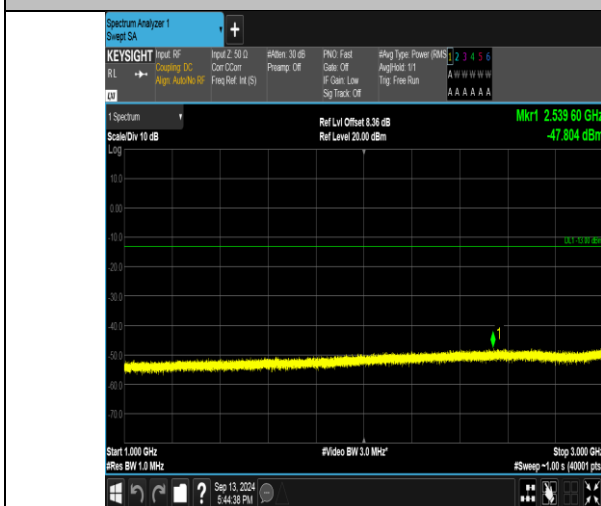 Spectrum Analyzer 1
Swept SA
+
KEYSIGHT Input: RF Input Z: 50 Ω #Atten: 30 dB PNO: Fast #Avg Type: Power (RMS 1 2 3 4 5 6
RL Coupling: DC Corr CCorr Preamp: Off Gate: Off Avg|Hold: 1/1 A W W W W W
Align: Auto/No RF Freq Ref: Int (S) IF Gain: Low Trig: Free Run
LXI Sig Track: Off A A A A A A
1 Spectrum Ref Lvl Offset 8.36 dB Mkr1 2.539 60 GHz
Scale/Div 10 dB Ref Level 20.00 dBm -47.804 dBm
Log
10.0
0.00
-10.0
DL1 -13.00 dBm
-20.0
-30.0
-40.0
1
-50.0
-60.0
-70.0
Start 1.000 GHz #Video BW 3.0 MHz* Stop 3.000 GHz
#Res BW 1.0 MHz #Sweep ~1.00 s (40001 pts
? Sep 13, 2024
5:44:38 PM